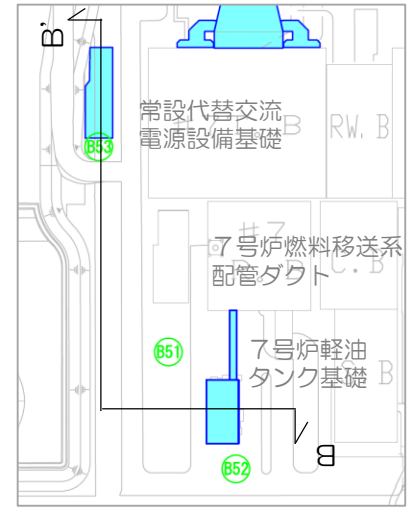 B'
常設代替交流
電源設備基礎
B53
B
RW. B
#7
７号炉燃料移送系
配管ダクト
C. B
B51
７号炉軽油
タンク基礎
B
B52
B